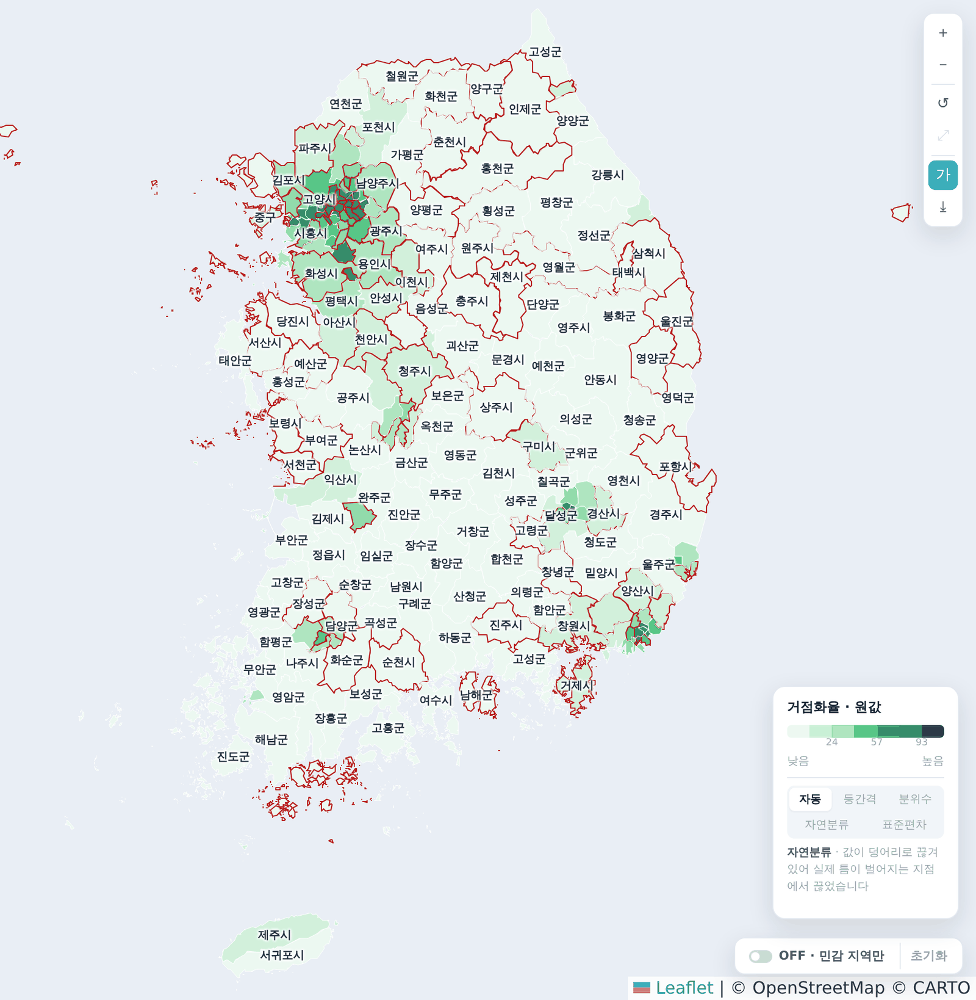 고성군
철원군
화천군
양구군
인제군
연천군
양양군
포천시
춘천시
파주시
가평군
홍천군
강릉시
김포시
남양주시
고양시
양평군
횡성군
평창군
중구
시흥시
광주시
여주시
원주시
정선군
삼척시
화성시
용인시
이천시
제천시
영월군
태백시
평택시
안성시
음성군
충주시
단양군
봉화군
울진군
당진시
아산시
천안시
괴산군
영주시
서산시
태안군
예산군
청주시
문경시
예천군
영양군
홍성군
공주시
보은군
상주시
안동시
영덕군
보령시
부여군
옥천군
의성군
청송군
논산시
금산군
영동군
구미시
군위군
서천군
익산시
김천시
칠곡군
영천시
포항시
완주군
무주군
성주군
달성군
경산시
경주시
김제시
진안군
거창군
고령군
청도군
부안군
정읍시
임실군
장수군
함양군
합천군
창녕군
밀양시
울주군
고창군
순창군
남원시
산청군
의령군
양산시
영광군
장성군
구례군
함안군
담양군
곡성군
진주시
창원시
함평군
하동군
무안군
나주시
화순군
순천시
고성군
거제시
영암군
보성군
여수시
남해군
장흥군
고흥군
해남군
진도군
제주시
서귀포시
+
−
↺
가
거점화율 · 원값
24 57 93
낮음 높음
자동 등간격 분위수
자연분류 표준편차
자연분류 · 값이 덩어리로 끊겨
있어 실제 틈이 벌어지는 지점
에서 끊었습니다
OFF · 민감 지역만 초기화
Leaflet | © OpenStreetMap © CARTO